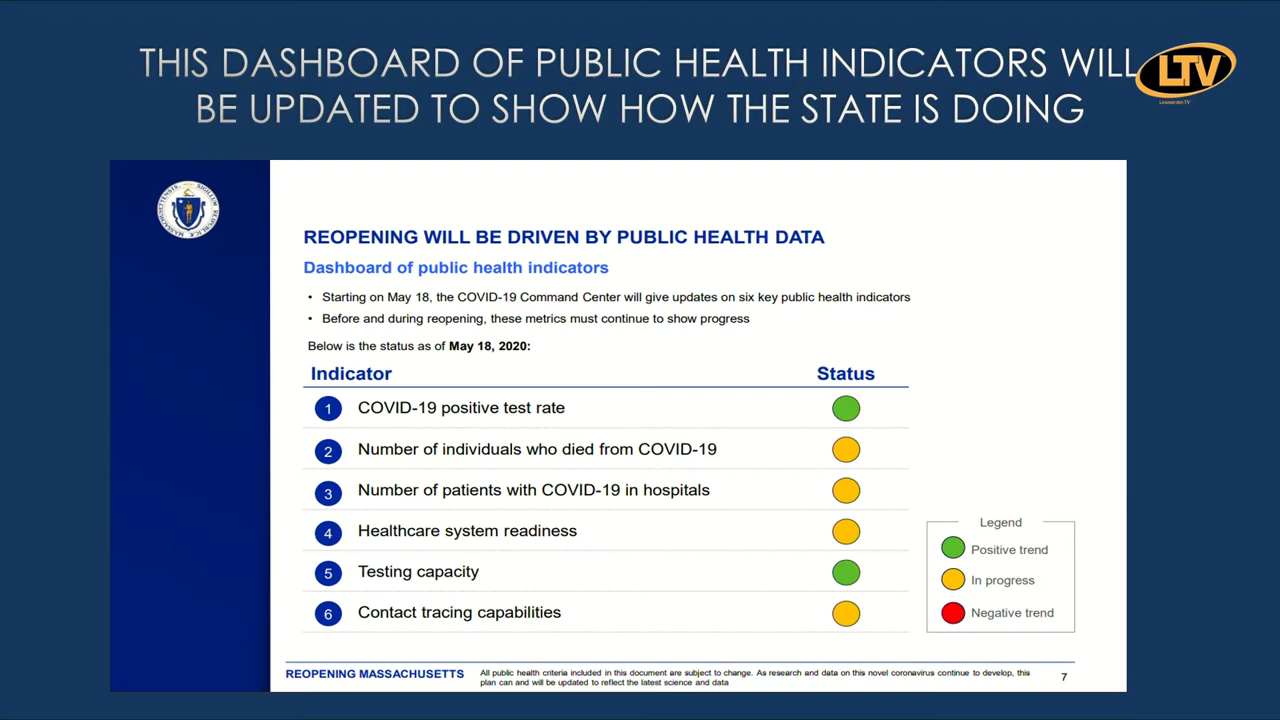 THIS DASHBOARD OF PUBLIC HEALTH INDICATORS WILL
BE UPDATED TO SHOW HOW THE STATE IS DOING
LTV
REOPENING WILL BE DRIVEN BY PUBLIC HEALTH DATA
Dashboard of public health indicators
• Starting on May 18, the COVID-19 Command Center will give updates on six key public health indicators
• Before and during reopening, these metrics must continue to show progress
Below is the status as of May 18, 2020:
Indicator Status
1 COVID-19 positive test rate
2 Number of individuals who died from COVID-19
3 Number of patients with COVID-19 in hospitals
4 Healthcare system readiness
5 Testing capacity
6 Contact tracing capabilities
Legend
Positive trend
In progress
Negative trend
REOPENING MASSACHUSETTS
All public health criteria included in this document are subject to change. As research and data on this novel coronavirus continue to develop, this
plan can and will be updated to reflect the latest science and data
7